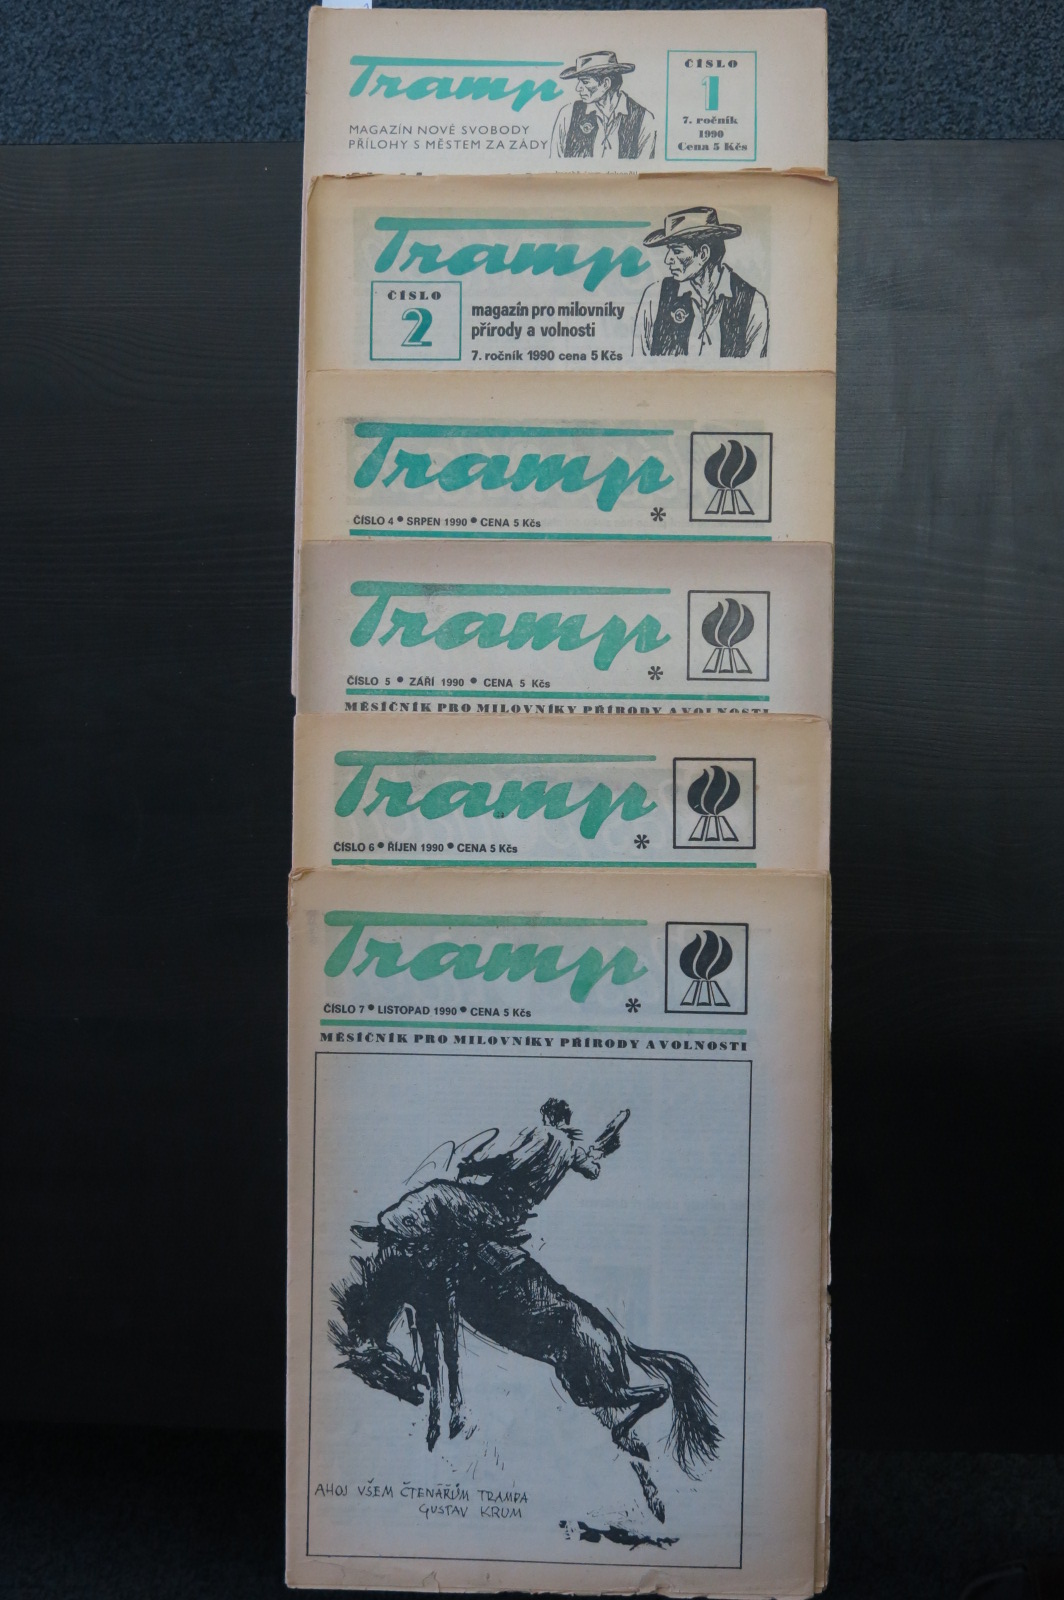 Tramp
MAGAZÍN NOVÉ SVOBODY
PŘÍLOHY S MĚSTEM ZA ZÁDY
ČÍSLO
1
7. ročník
1990
Cena 5 Kčs
Tramp
ČÍSLO
2
magazín pro milovníky
přírody a volnosti
7. ročník 1990 cena 5 Kčs
Tramp
ČÍSLO 4 • SRPEN 1990 • CENA 5 Kčs
*
Tramp
ČÍSLO 5 • ZÁŘÍ 1990 • CENA 5 Kčs
*
MĚSÍČNÍK PRO MILOVNÍKY PŘÍRODY A VOLNOSTI
Tramp
ČÍSLO 6 • ŘÍJEN 1990 • CENA 5 Kčs
*
Tramp
ČÍSLO 7 • LISTOPAD 1990 • CENA 5 Kčs
*
MĚSÍČNÍK PRO MILOVNÍKY PŘÍRODY A VOLNOSTI
AHOJ VŠEM ČTENÁŘŮM TRAMPA
GUSTAV KRUM